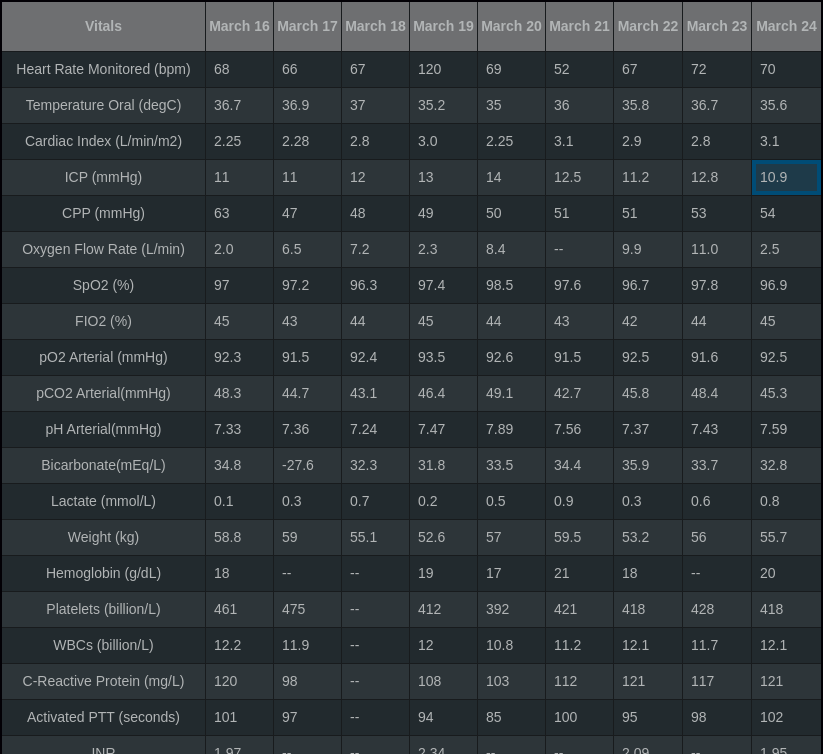 Vitals March 16 March 17 March 18 March 19 March 20 March 21 March 22 March 23 March 24
Heart Rate Monitored (bpm) 68 66 67 120 69 52 67 72 70
Temperature Oral (degC) 36.7 36.9 37 35.2 35 36 35.8 36.7 35.6
Cardiac Index (L/min/m2) 2.25 2.28 2.8 3.0 2.25 3.1 2.9 2.8 3.1
ICP (mmHg) 11 11 12 13 14 12.5 11.2 12.8 10.9
CPP (mmHg) 63 47 48 49 50 51 51 53 54
Oxygen Flow Rate (L/min) 2.0 6.5 7.2 2.3 8.4 -- 9.9 11.0 2.5
SpO2 (%) 97 97.2 96.3 97.4 98.5 97.6 96.7 97.8 96.9
FIO2 (%) 45 43 44 45 44 43 42 44 45
pO2 Arterial (mmHg) 92.3 91.5 92.4 93.5 92.6 91.5 92.5 91.6 92.5
pCO2 Arterial(mmHg) 48.3 44.7 43.1 46.4 49.1 42.7 45.8 48.4 45.3
pH Arterial(mmHg) 7.33 7.36 7.24 7.47 7.89 7.56 7.37 7.43 7.59
Bicarbonate(mEq/L) 34.8 -27.6 32.3 31.8 33.5 34.4 35.9 33.7 32.8
Lactate (mmol/L) 0.1 0.3 0.7 0.2 0.5 0.9 0.3 0.6 0.8
Weight (kg) 58.8 59 55.1 52.6 57 59.5 53.2 56 55.7
Hemoglobin (g/dL) 18 -- -- 19 17 21 18 -- 20
Platelets (billion/L) 461 475 -- 412 392 421 418 428 418
WBCs (billion/L) 12.2 11.9 -- 12 10.8 11.2 12.1 11.7 12.1
C-Reactive Protein (mg/L) 120 98 -- 108 103 112 121 117 121
Activated PTT (seconds) 101 97 -- 94 85 100 95 98 102
INR 1.97 -- -- 2.34 -- -- 2.09 -- 1.95